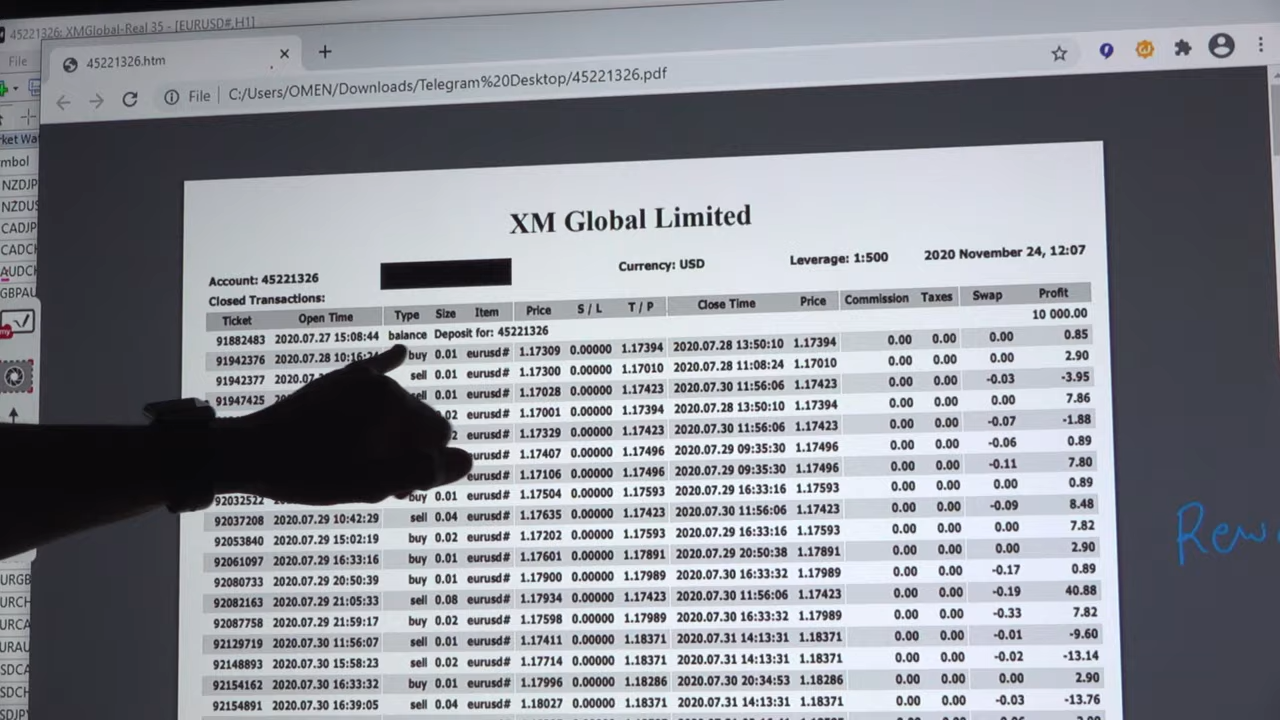 45221326: XMGlobal-Real 35 - [EURUSD#,H1]
File
45221326.htm
File C:/Users/OMEN/Downloads/Telegram%20Desktop/45221326.pdf
NZDJP
NZDUS
CADJP
CADCH
AUDCH
GBPAU
XM Global Limited
Account: 45221326 Currency: USD Leverage: 1:500 2020 November 24, 12:07
Closed Transactions:
Ticket Open Time Type Size Item Price S / L T / P Close Time Price Commission Taxes Swap Profit
91882483 2020.07.27 15:08:44 balance Deposit for: 45221326 10 000.00
91942376 2020.07.28 10:16:24 buy 0.01 eurusd# 1.17309 0.00000 1.17394 2020.07.28 13:50:10 1.17394 0.00 0.00 0.00 0.85
91942377 2020.07 sell 0.01 eurusd# 1.17300 0.00000 1.17010 2020.07.28 11:08:24 1.17010 0.00 0.00 0.00 2.90
91947425 sell 0.01 eurusd# 1.17028 0.00000 1.17423 2020.07.30 11:56:06 1.17423 0.00 0.00 -0.03 -3.95
eurusd# 1.17001 0.00000 1.17394 2020.07.28 13:50:10 1.17394 0.00 0.00 0.00 7.86
eurusd# 1.17329 0.00000 1.17423 2020.07.30 11:56:06 1.17423 0.00 0.00 -0.07 -1.88
eurusd# 1.17407 0.00000 1.17496 2020.07.29 09:35:30 1.17496 0.00 0.00 -0.06 0.89
eurusd# 1.17106 0.00000 1.17496 2020.07.29 09:35:30 1.17496 0.00 0.00 -0.11 7.80
92032522 buy 0.01 eurusd# 1.17504 0.00000 1.17593 2020.07.29 16:33:16 1.17593 0.00 0.00 0.00 0.89
92037208 2020.07.29 10:42:29 sell 0.04 eurusd# 1.17635 0.00000 1.17423 2020.07.30 11:56:06 1.17423 0.00 0.00 -0.09 8.48
92053840 2020.07.29 15:02:19 buy 0.02 eurusd# 1.17202 0.00000 1.17593 2020.07.29 16:33:16 1.17593 0.00 0.00 0.00 7.82
92061097 2020.07.29 16:33:16 buy 0.01 eurusd# 1.17601 0.00000 1.17891 2020.07.29 20:50:38 1.17891 0.00 0.00 0.00 2.90
92080733 2020.07.29 20:50:39 buy 0.01 eurusd# 1.17900 0.00000 1.17989 2020.07.30 16:33:32 1.17989 0.00 0.00 -0.17 0.89
92082163 2020.07.29 21:05:33 sell 0.08 eurusd# 1.17934 0.00000 1.17423 2020.07.30 11:56:06 1.17423 0.00 0.00 -0.19 40.88
92087758 2020.07.29 21:59:17 buy 0.02 eurusd# 1.17598 0.00000 1.17989 2020.07.30 16:33:32 1.17989 0.00 0.00 -0.33 7.82
92129719 2020.07.30 11:56:07 sell 0.01 eurusd# 1.17411 0.00000 1.18371 2020.07.31 14:13:31 1.18371 0.00 0.00 -0.01 -9.60
92148893 2020.07.30 15:58:23 sell 0.02 eurusd# 1.17714 0.00000 1.18371 2020.07.31 14:13:31 1.18371 0.00 0.00 -0.02 -13.14
92154162 2020.07.30 16:33:32 buy 0.01 eurusd# 1.17996 0.00000 1.18286 2020.07.30 20:34:53 1.18286 0.00 0.00 0.00 2.90
92154891 2020.07.30 16:39:05 sell 0.04 eurusd# 1.18027 0.00000 1.18371 2020.07.31 14:13:31 1.18371 0.00 0.00 -0.03 -13.76
Rew
URGB
URCH
URCA
URAU
SDCA
SDCH
SDJP